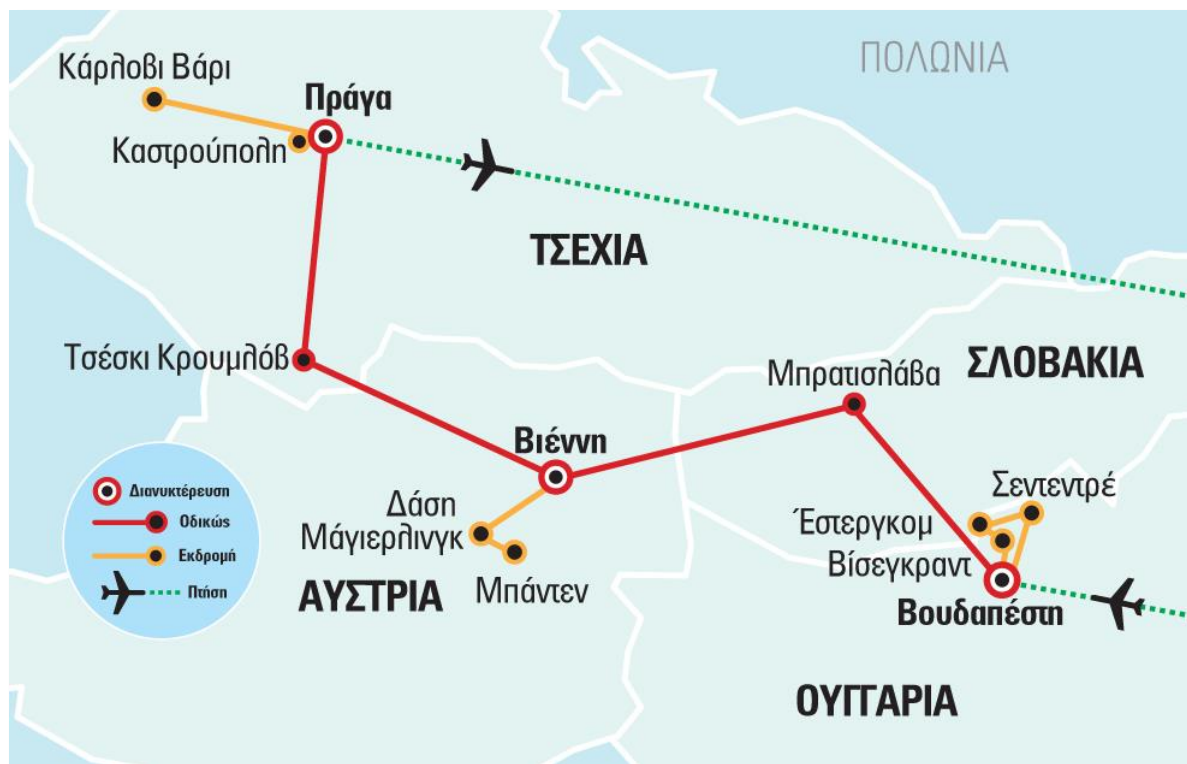 ΠΟΛΩΝΙΑ
Κάρλοβι Βάρι
Πράγα
Καστρούπολη
ΤΣΕΧΙΑ
Τσέσκι Κρουμλόβ
ΣΛΟΒΑΚΙΑ
Μπρατισλάβα
Βιέννη
Δάση
Μάγιερλινγκ
Μπάντεν
ΑΥΣΤΡΙΑ
Σεντεντρέ
Έστεργκομ
Βίσεγκραντ
Βουδαπέστη
ΟΥΓΓΑΡΙΑ
Διανυκτέρευση
Οδικώς
Εκδρομή
Πτήση